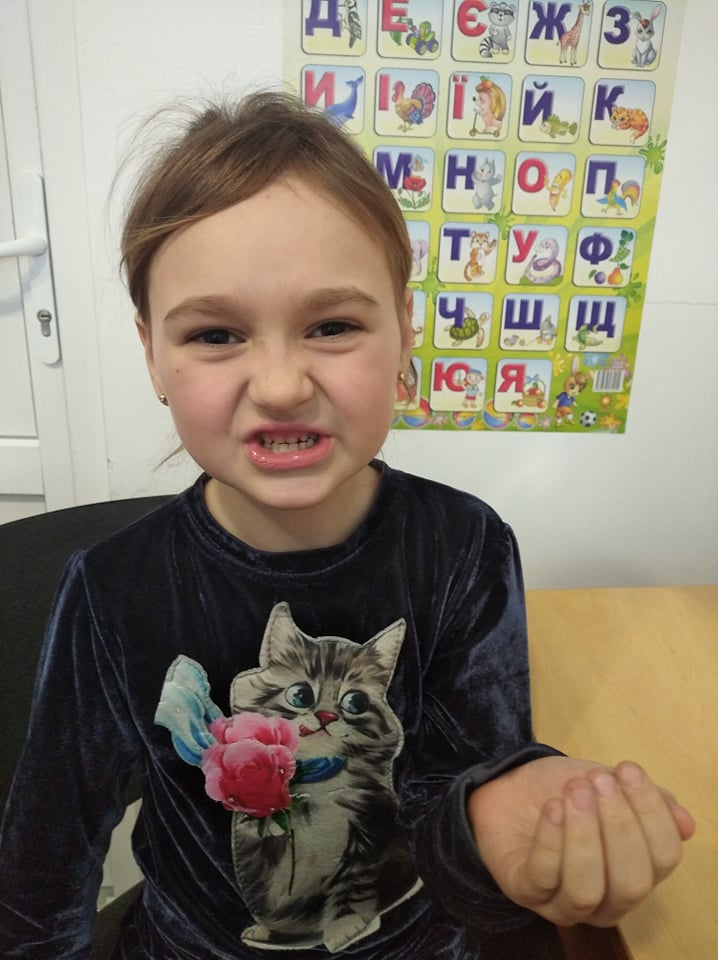 Д Е Є Ж З
И І Ї Й К
М Н О П
Т У Ф
Ч Ш Щ
Ю Я